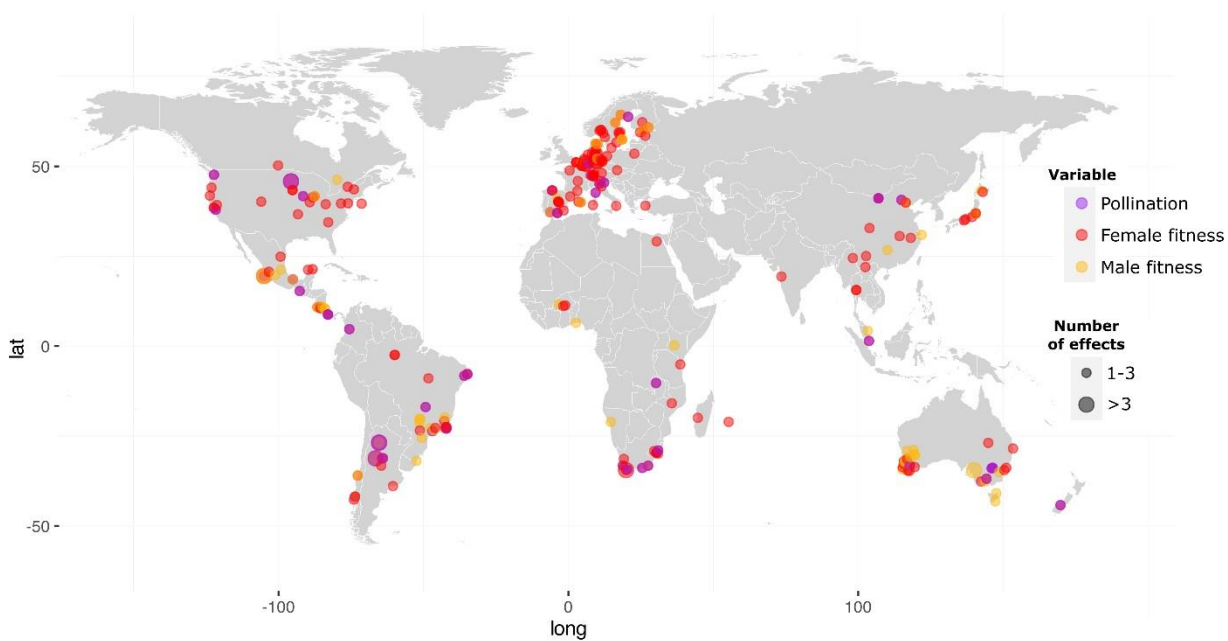 50
0
-50
lat
-100
0
100
long
Variable
Pollination
Female fitness
Male fitness
Number
of effects
1-3
>3